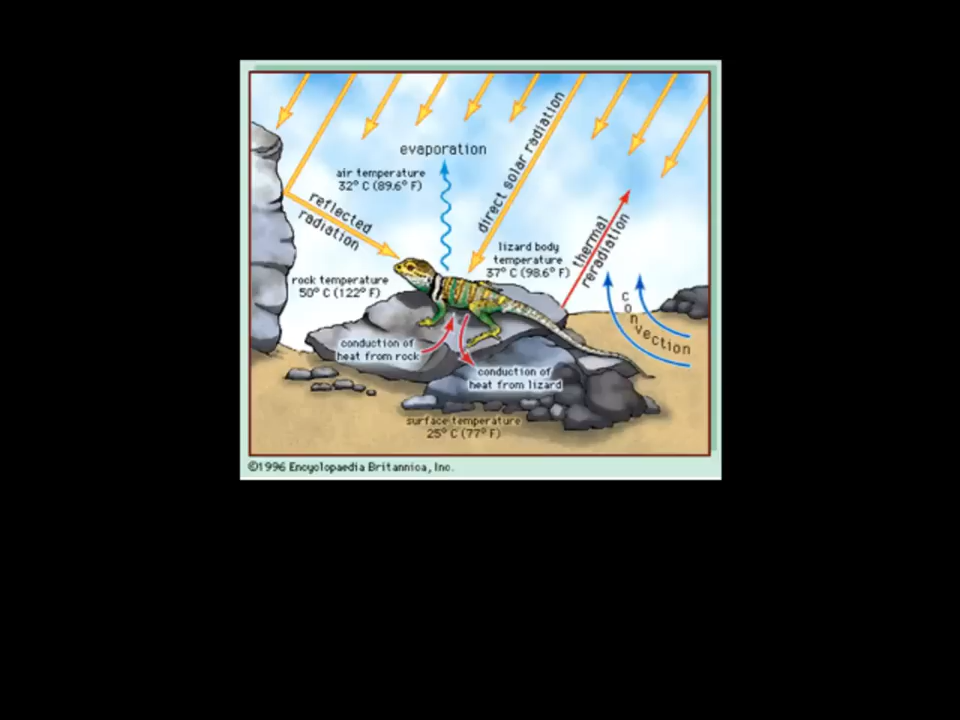 evaporation
air temperature
32° C (89.6° F)
direct solar radiation
reflected
radiation
lizard body
temperature
37° C (98.6° F)
thermal
reradiation
rock temperature
50° C (122° F)
convection
conduction of
heat from rock
conduction of
heat from lizard
surface temperature
25° C (77° F)
©1996 Encyclopaedia Britannica, Inc.